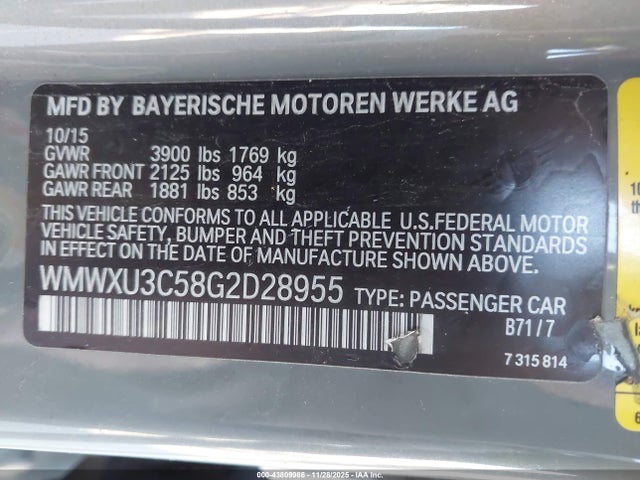 MFD BY BAYERISCHE MOTOREN WERKE AG
10/15
GVWR 3900 lbs 1769 kg
GAWR FRONT 2125 lbs 964 kg
GAWR REAR 1881 lbs 853 kg
THIS VEHICLE CONFORMS TO ALL APPLICABLE U.S.FEDERAL MOTOR
VEHICLE SAFETY, BUMPER AND THEFT PREVENTION STANDARDS
IN EFFECT ON THE DATE OF MANUFACTURE SHOWN ABOVE.
WMWXU3C58G2D28955 TYPE: PASSENGER CAR
B71/7
7 315 814
000-43809986 - 11/28/2025 - IAA INC.